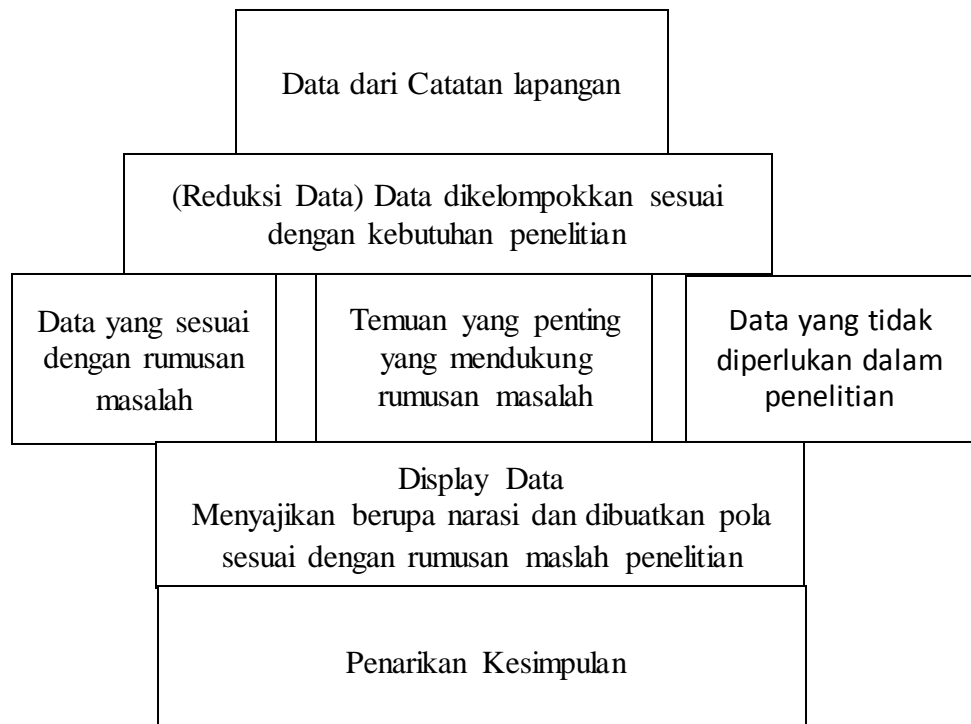 Data dari Catatan lapangan
(Reduksi Data) Data dikelompokkan sesuai
dengan kebutuhan penelitian
Data yang sesuai
dengan rumusan
masalah
Temuan yang penting
yang mendukung
rumusan masalah
Data yang tidak
diperlukan dalam
penelitian
Display Data
Menyajikan berupa narasi dan dibuatkan pola
sesuai dengan rumusan maslah penelitian
Penarikan Kesimpulan